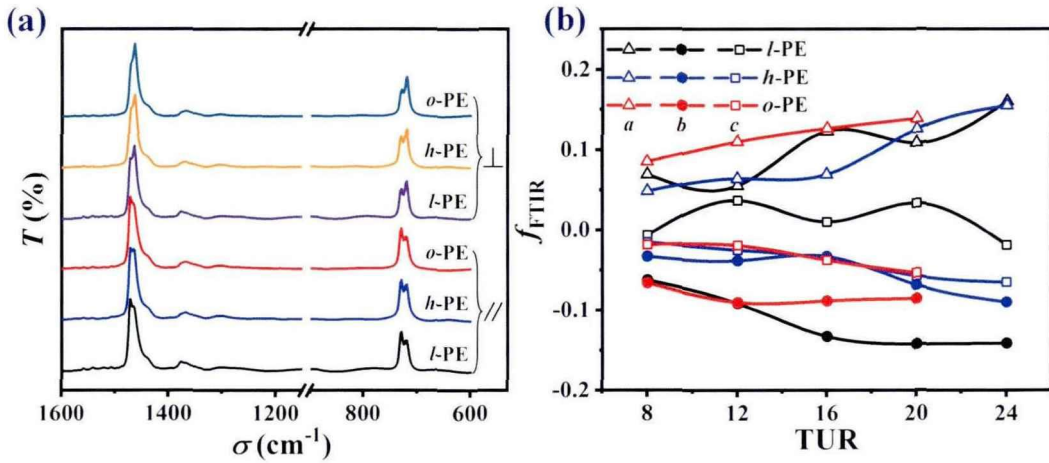 (a)
T (%)
o-PE
h-PE
l-PE
⊥
o-PE
h-PE
l-PE
//
1600 1400 1200 800 600
σ (cm⁻¹)
(b)
l-PE
h-PE
o-PE
a b c
f_FTIR
0.2
0.1
0.0
-0.1
-0.2
8 12 16 20 24
TUR